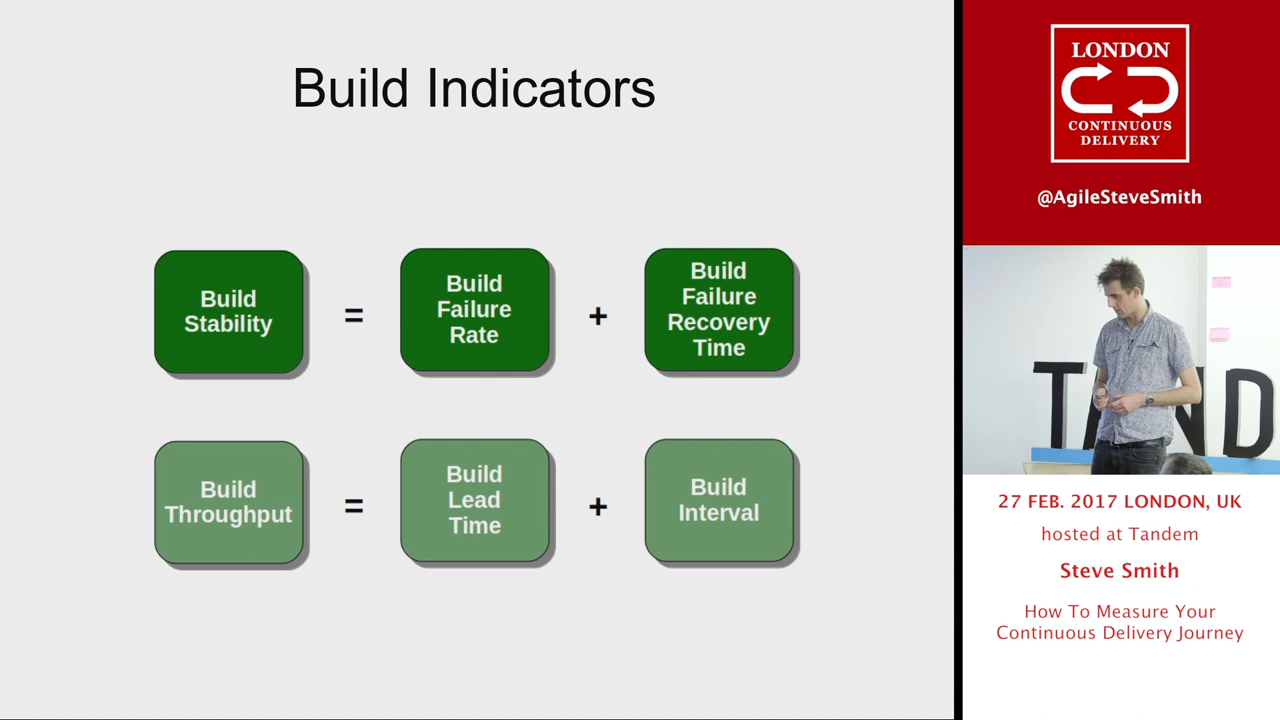 Build Indicators
Build
Stability
=
Build
Failure
Rate
+
Build
Failure
Recovery
Time
Build
Throughput
=
Build
Lead
Time
+
Build
Interval
LONDON
CONTINUOUS
DELIVERY
@AgileSteveSmith
TAND
27 FEB. 2017 LONDON, UK
hosted at Tandem
Steve Smith
How To Measure Your
Continuous Delivery Journey